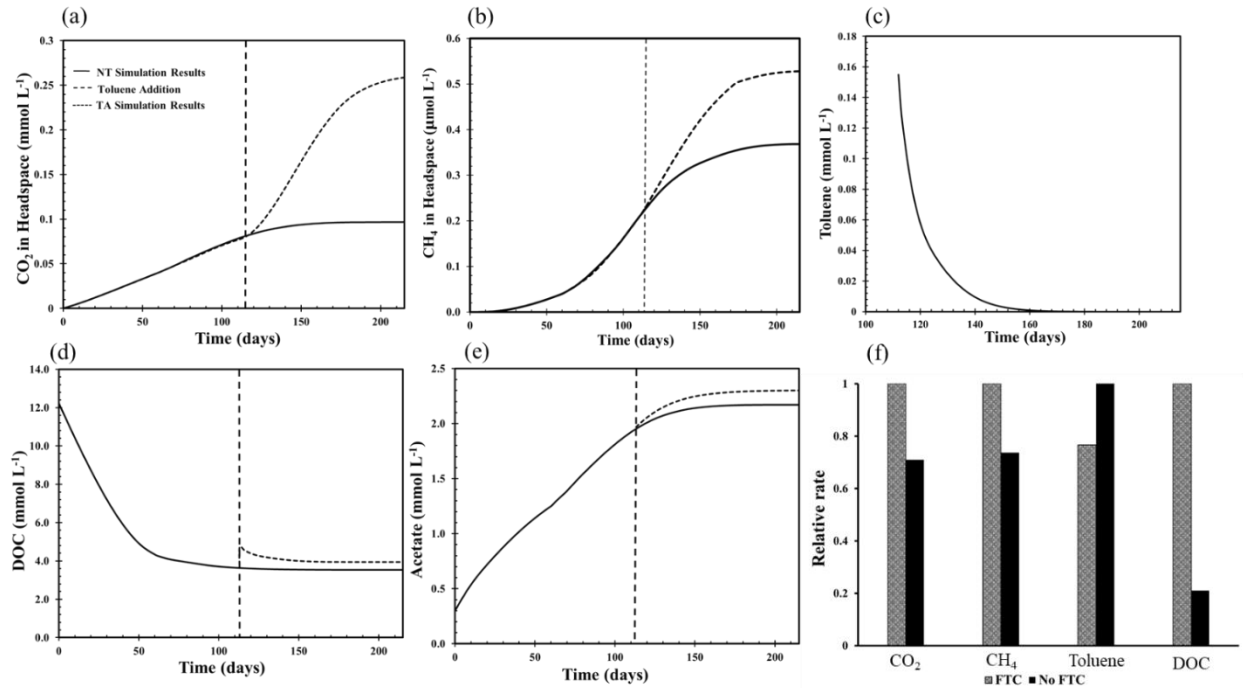 (a)
CO2 in Headspace (mmol L-1)
0.3
0.25
0.2
0.15
0.1
0.05
0
NT Simulation Results
Toluene Addition
TA Simulation Results
0 50 100 150 200
Time (days)
(b)
CH4 in Headspace (µmol L-1)
0.6
0.5
0.4
0.3
0.2
0.1
0.0
0 50 100 150 200
Time (days)
(c)
Toluene (mmol L-1)
0.18
0.16
0.14
0.12
0.1
0.08
0.06
0.04
0.02
0
100 120 140 160 180 200
Time (days)
(d)
DOC (mmol L-1)
14.0
12.0
10.0
8.0
6.0
4.0
2.0
0.0
0 50 100 150 200
Time (days)
(e)
Acetate (mmol L-1)
2.5
2.0
1.5
1.0
0.5
0.0
0 50 100 150 200
Time (days)
(f)
Relative rate
1
0.8
0.6
0.4
0.2
0
CO2 CH4 Toluene DOC
FTC No FTC